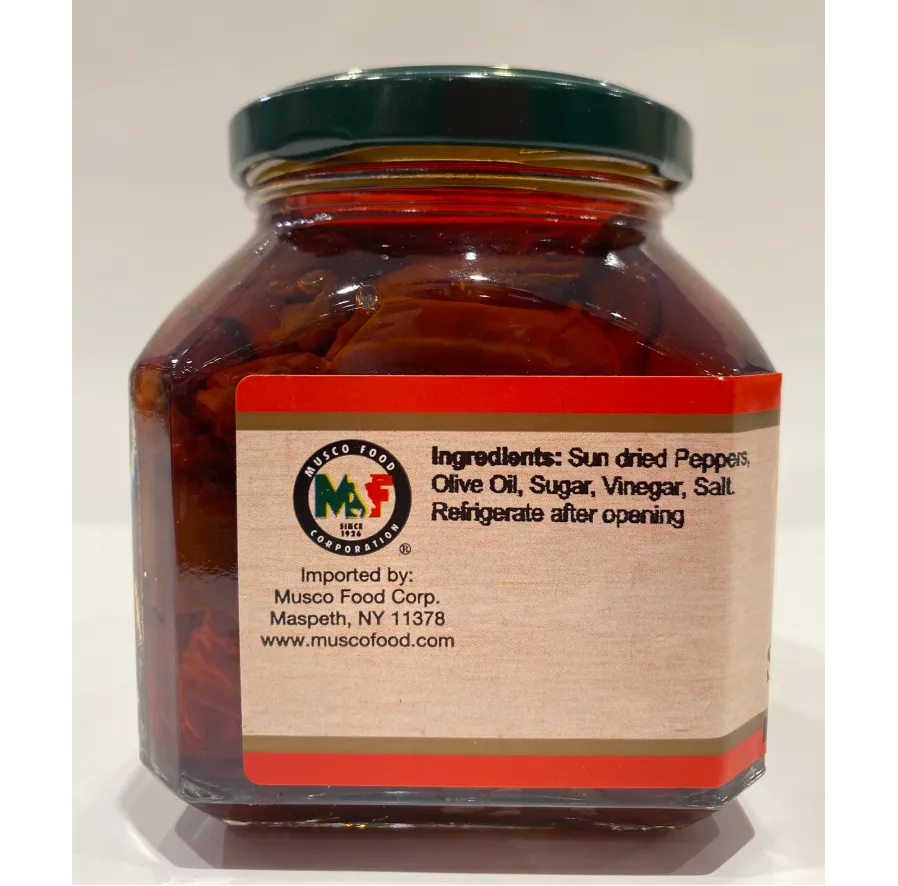 MUSCO FOOD
M&F
SINCE
1926
CORPORATION
®
Imported by:
Musco Food Corp.
Maspeth, NY 11378
www.muscofood.com
Ingredients: Sun dried Peppers,
Olive Oil, Sugar, Vinegar, Salt.
Refrigerate after opening